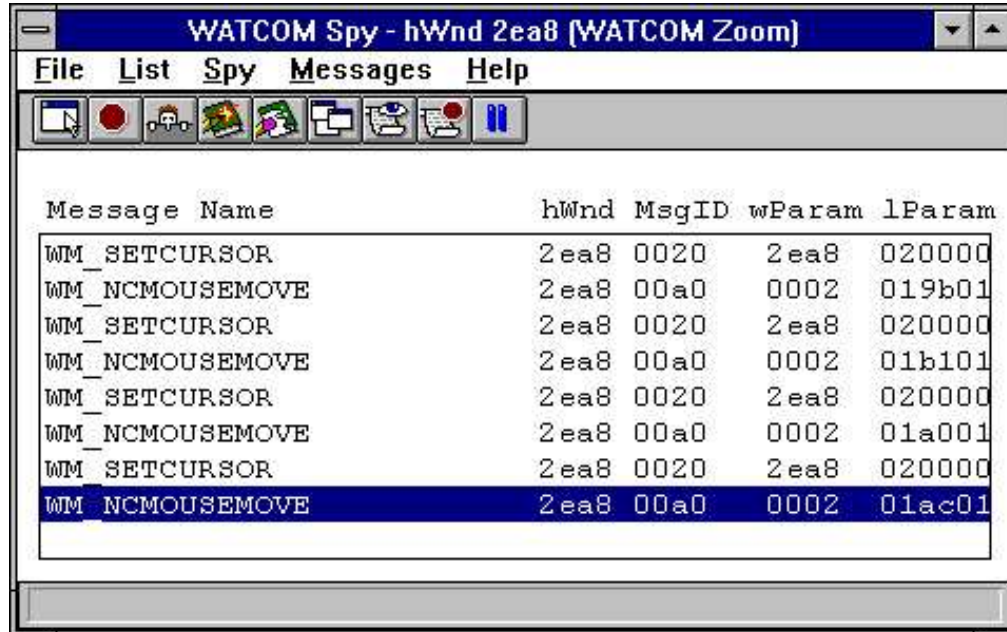 WATCOM Spy - hWnd 2ea8 (WATCOM Zoom)
File List Spy Messages Help
Message Name hWnd MsgID wParam lParam
WM_SETCURSOR 2ea8 0020 2ea8 020000
WM_NCMOUSEMOVE 2ea8 00a0 0002 019b01
WM_SETCURSOR 2ea8 0020 2ea8 020000
WM_NCMOUSEMOVE 2ea8 00a0 0002 01b101
WM_SETCURSOR 2ea8 0020 2ea8 020000
WM_NCMOUSEMOVE 2ea8 00a0 0002 01a001
WM_SETCURSOR 2ea8 0020 2ea8 020000
WM_NCMOUSEMOVE 2ea8 00a0 0002 01ac01